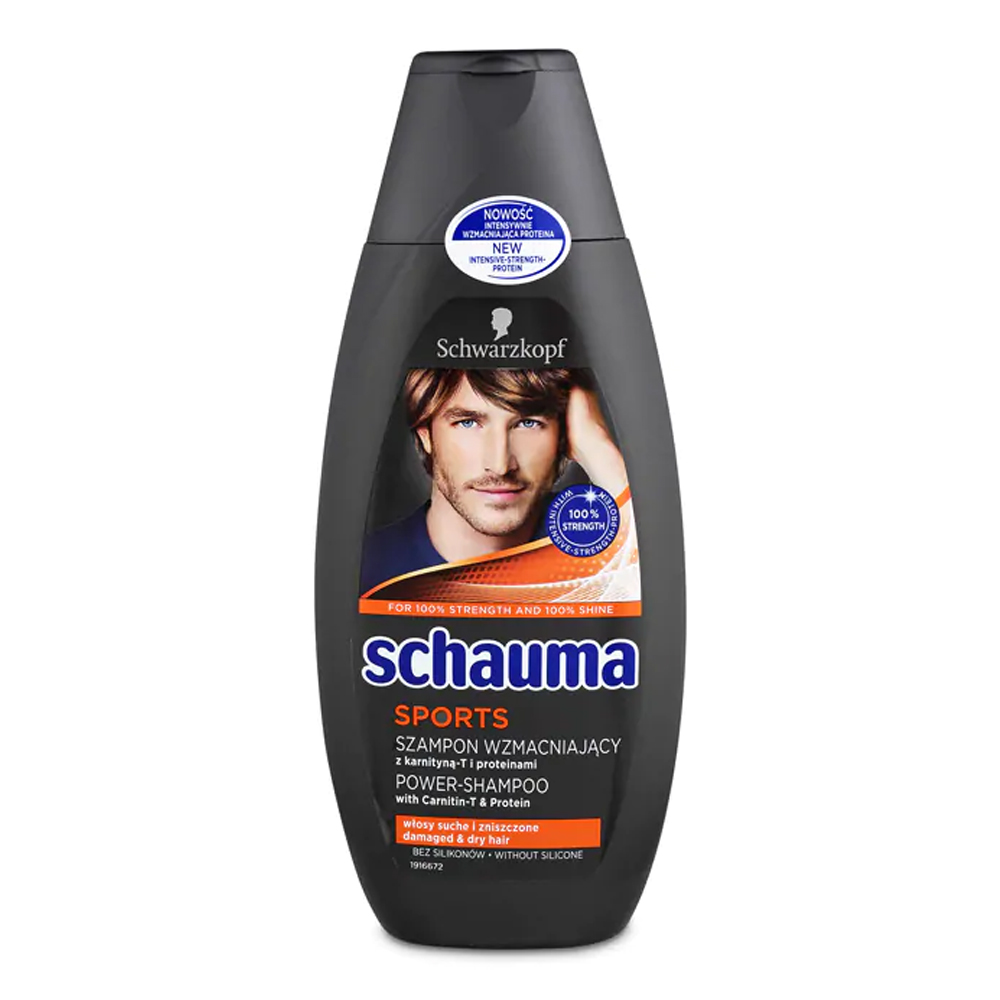 NOWOŚĆ
INTENSYWNIE
WZMACNIAJĄCA PROTEINA
NEW
INTENSIVE-STRENGTH-
PROTEIN
Schwarzkopf
WITH INTENSIVE-STRENGTH-PROTEIN
100%
STRENGTH
FOR 100% STRENGTH AND 100% SHINE
schauma
SPORTS
SZAMPON WZMACNIAJĄCY
z karnityną-T i proteinami
POWER-SHAMPOO
with Carnitin-T & Protein
włosy suche i zniszczone
damaged & dry hair
BEZ SILIKONÓW • WITHOUT SILICONE
1916672